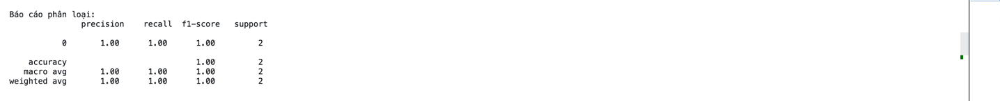 Báo cáo phân loại:
precision recall f1-score support
0 1.00 1.00 1.00 2
accuracy 1.00 2
macro avg 1.00 1.00 1.00 2
weighted avg 1.00 1.00 1.00 2